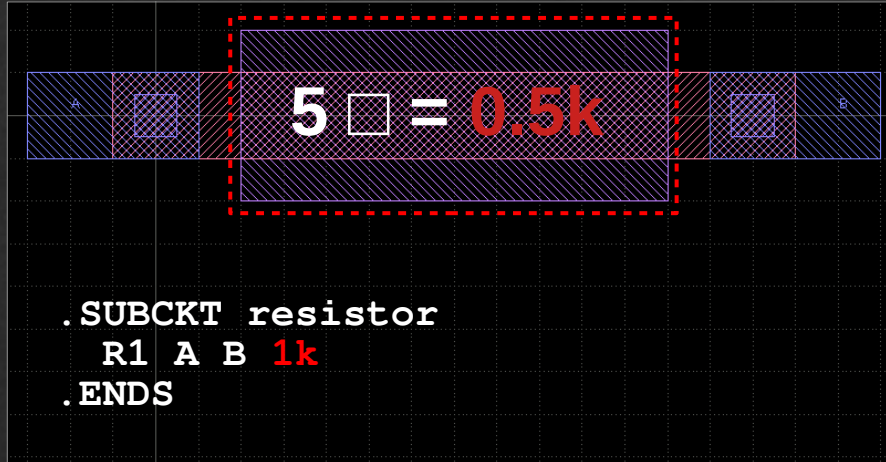 A
5 □ = 0.5k
B
.SUBCKT resistor
R1 A B 1k
.ENDS